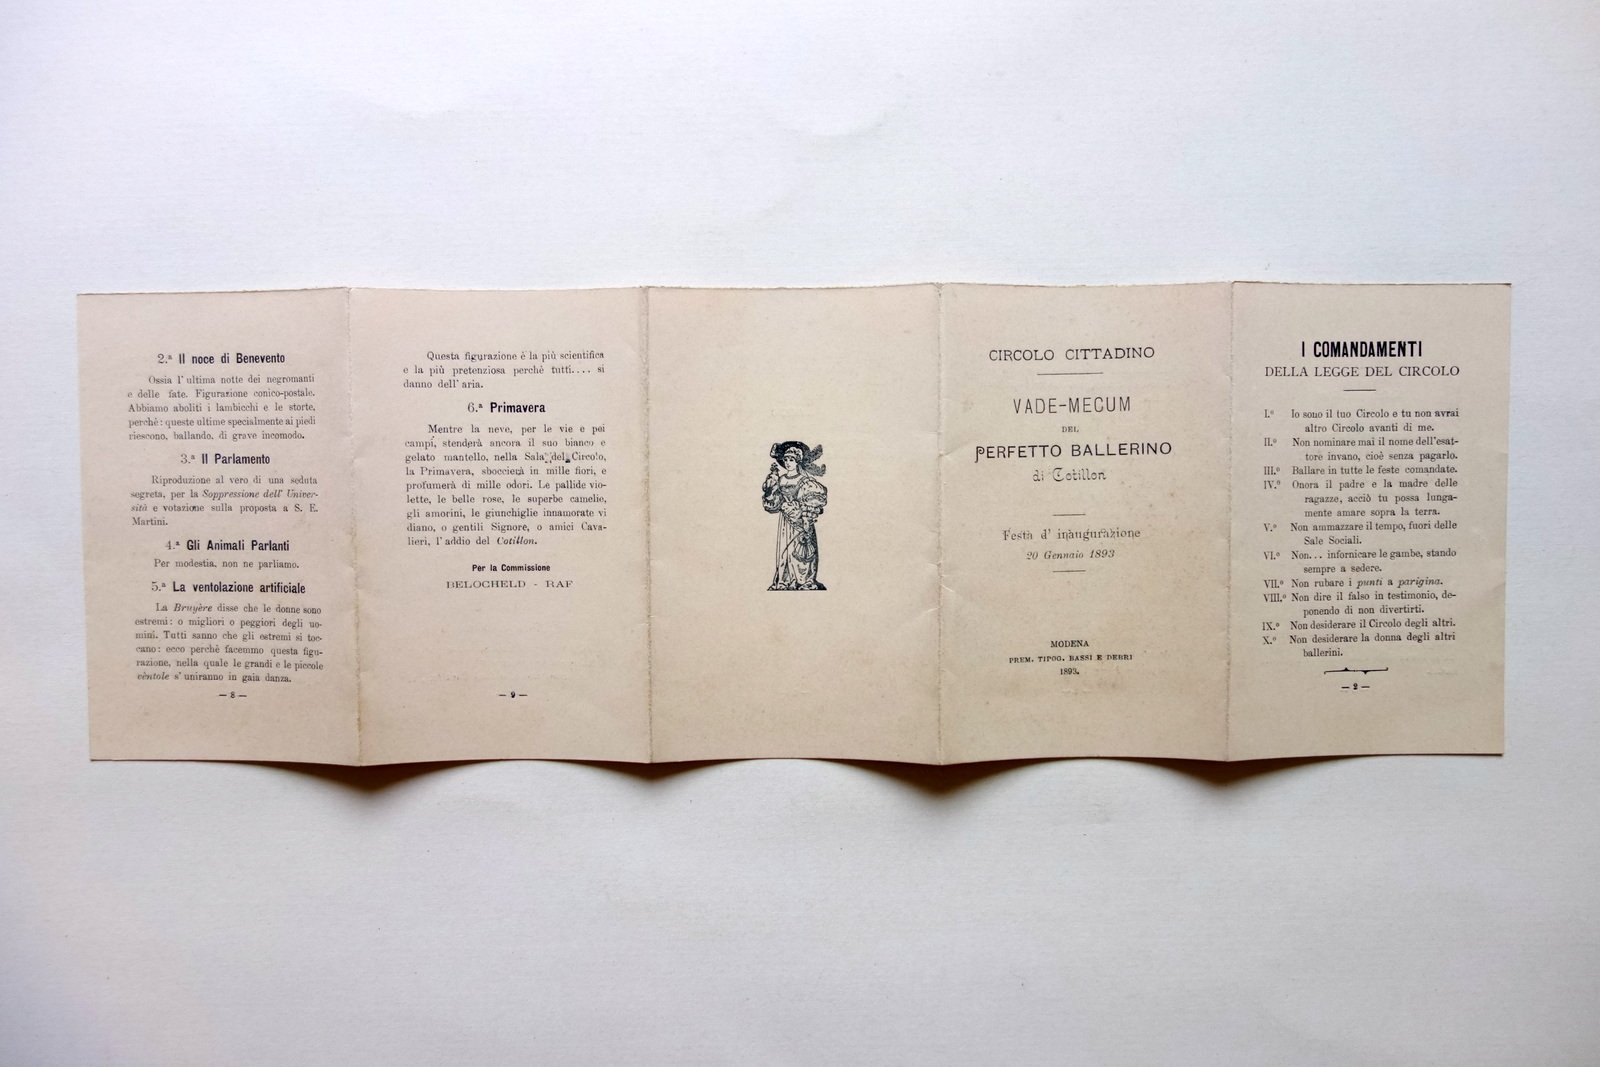 2.ª Il noce di Benevento
Ossia l' ultima notte dei negromanti
e delle fate. Figurazione conico-postale.
Abbiamo aboliti i lambicchi e le storte,
perchè: queste ultime specialmente ai piedi
riescono, ballando, di grave incomodo.
3.ª Il Parlamento
Riproduzione al vero di una seduta
segreta, per la Soppressione dell' Univer-
sità e votazione sulla proposta a S. E.
Martini.
4.ª Gli Animali Parlanti
Per modestia, non ne parliamo.
5.ª La ventolazione artificiale
La Bruyère disse che le donne sono
estremi: o migliori o peggiori degli uo-
mini. Tutti sanno che gli estremi si toc-
cano: ecco perchè facemmo questa figu-
razione, nella quale le grandi e le piccole
vèntole s' uniranno in gaia danza.
— 8 —
Questa figurazione è la più scientifica
e la più pretenziosa perchè tutti.... si
danno dell' aria.
6.ª Primavera
Mentre la neve, per le vie e pei
campi, stenderà ancora il suo bianco e
gelato mantello, nella Sala del Circolo,
la Primavera, sboccierà in mille fiori, e
profumerà di mille odori. Le pallide vio-
lette, le belle rose, le superbe camelie,
gli amorini, le giunchiglie innamorate vi
diano, o gentili Signore, o amici Cava-
lieri, l' addio del Cotillon.
Per la Commissione
BELOCHELD - RAF
— 9 —
CIRCOLO CITTADINO
VADE-MECUM
DEL
PERFETTO BALLERINO
di Cotillon
Festa d' inaugurazione
20 Gennaio 1893
MODENA
PREM. TIPOG. BASSI E DEBRI
1893.
I COMANDAMENTI
DELLA LEGGE DEL CIRCOLO
I.º Io sono il tuo Circolo e tu non avrai
altro Circolo avanti di me.
II.º Non nominare mai il nome dell'esat-
tore invano, cioè senza pagarlo.
III.º Ballare in tutte le feste comandate.
IV.º Onora il padre e la madre delle
ragazze, acciò tu possa lunga-
mente amare sopra la terra.
V.º Non ammazzare il tempo, fuori delle
Sale Sociali.
VI.º Non... infornicare le gambe, stando
sempre a sedere.
VII.º Non rubare i punti a parigina.
VIII.º Non dire il falso in testimonio, de-
ponendo di non divertirti.
IX.º Non desiderare il Circolo degli altri.
X.º Non desiderare la donna degli altri
ballerini.
— 2 —